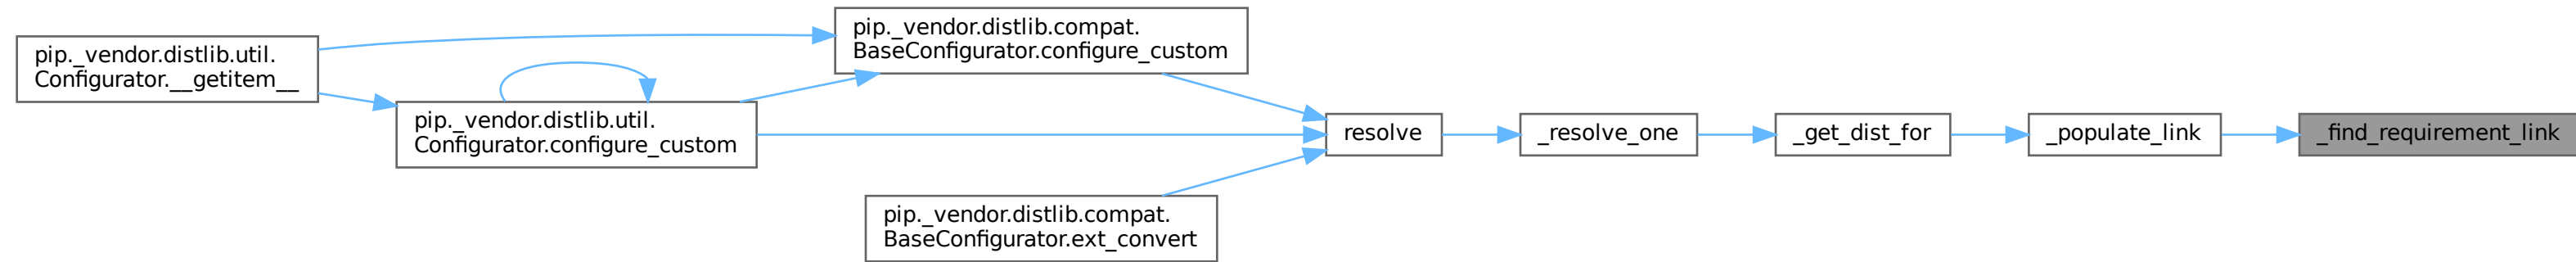 pip._vendor.distlib.util.
Configurator.__getitem__
pip._vendor.distlib.util.
Configurator.configure_custom
pip._vendor.distlib.compat.
BaseConfigurator.configure_custom
pip._vendor.distlib.compat.
BaseConfigurator.ext_convert
resolve
_resolve_one
_get_dist_for
_populate_link
_find_requirement_link